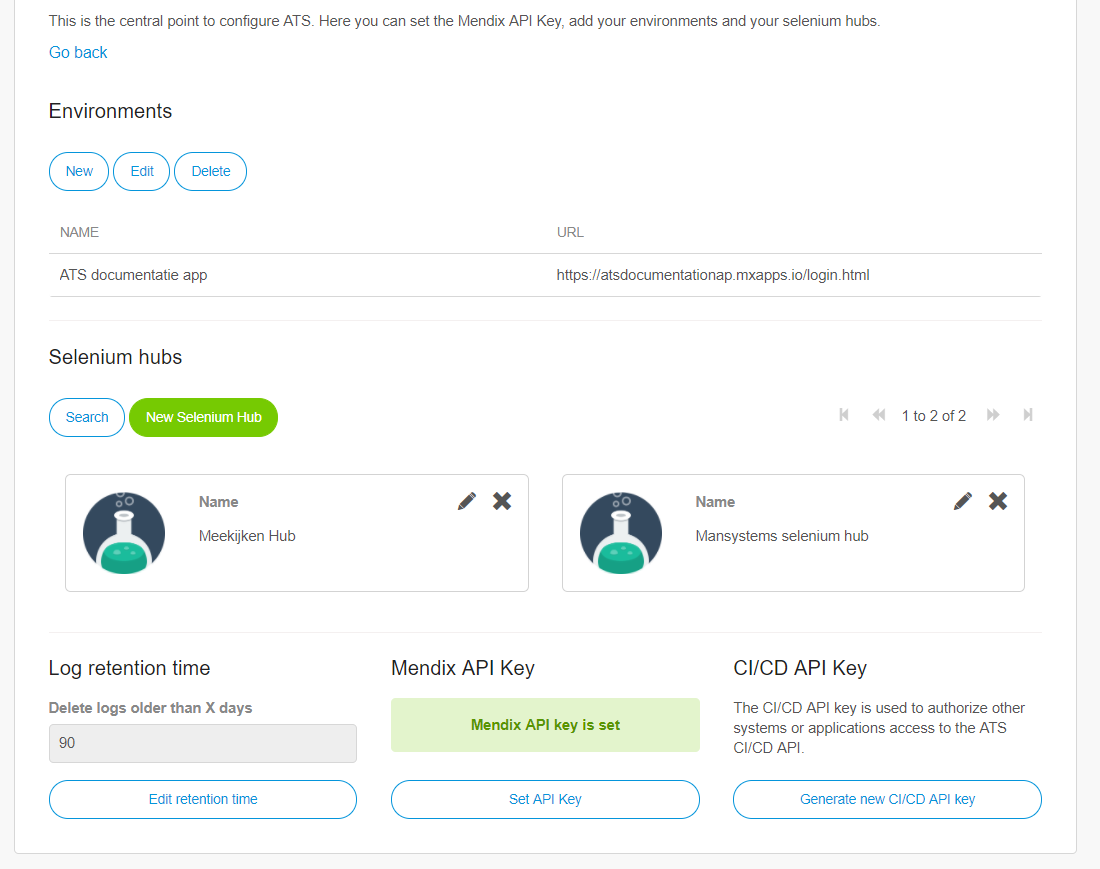 This is the central point to configure ATS. Here you can set the Mendix API Key, add your environments and your selenium hubs.
Go back
Environments
New Edit Delete
NAME URL
ATS documentatie app https://atsdocumentationap.mxapps.io/login.html
Selenium hubs
Search New Selenium Hub 1 to 2 of 2
Name
Meekijken Hub
Name
Mansystems selenium hub
Log retention time
Delete logs older than X days
90
Edit retention time
Mendix API Key
Mendix API key is set
Set API Key
CI/CD API Key
The CI/CD API key is used to authorize other
systems or applications access to the ATS
CI/CD API.
Generate new CI/CD API key